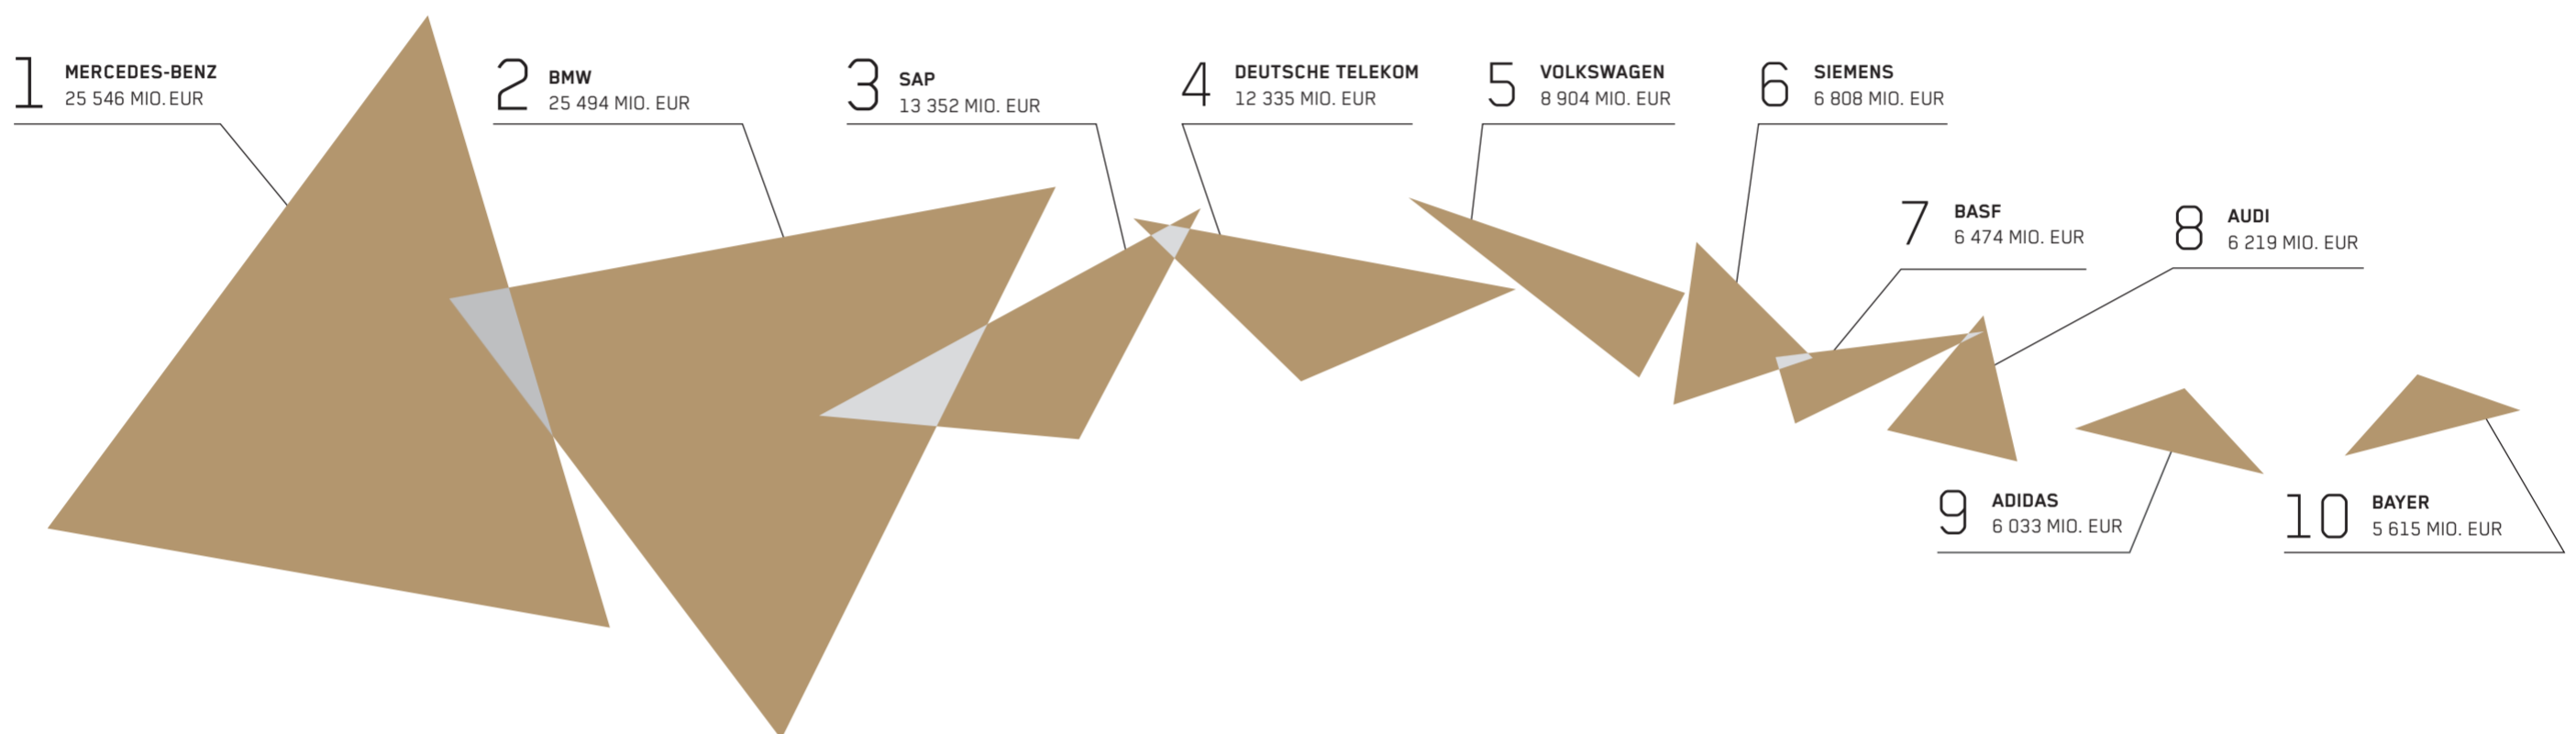 1 MERCEDES-BENZ
25 546 MIO. EUR
2 BMW
25 494 MIO. EUR
3 SAP
13 352 MIO. EUR
4 DEUTSCHE TELEKOM
12 335 MIO. EUR
5 VOLKSWAGEN
8 904 MIO. EUR
6 SIEMENS
6 808 MIO. EUR
7 BASF
6 474 MIO. EUR
8 AUDI
6 219 MIO. EUR
9 ADIDAS
6 033 MIO. EUR
10 BAYER
5 615 MIO. EUR